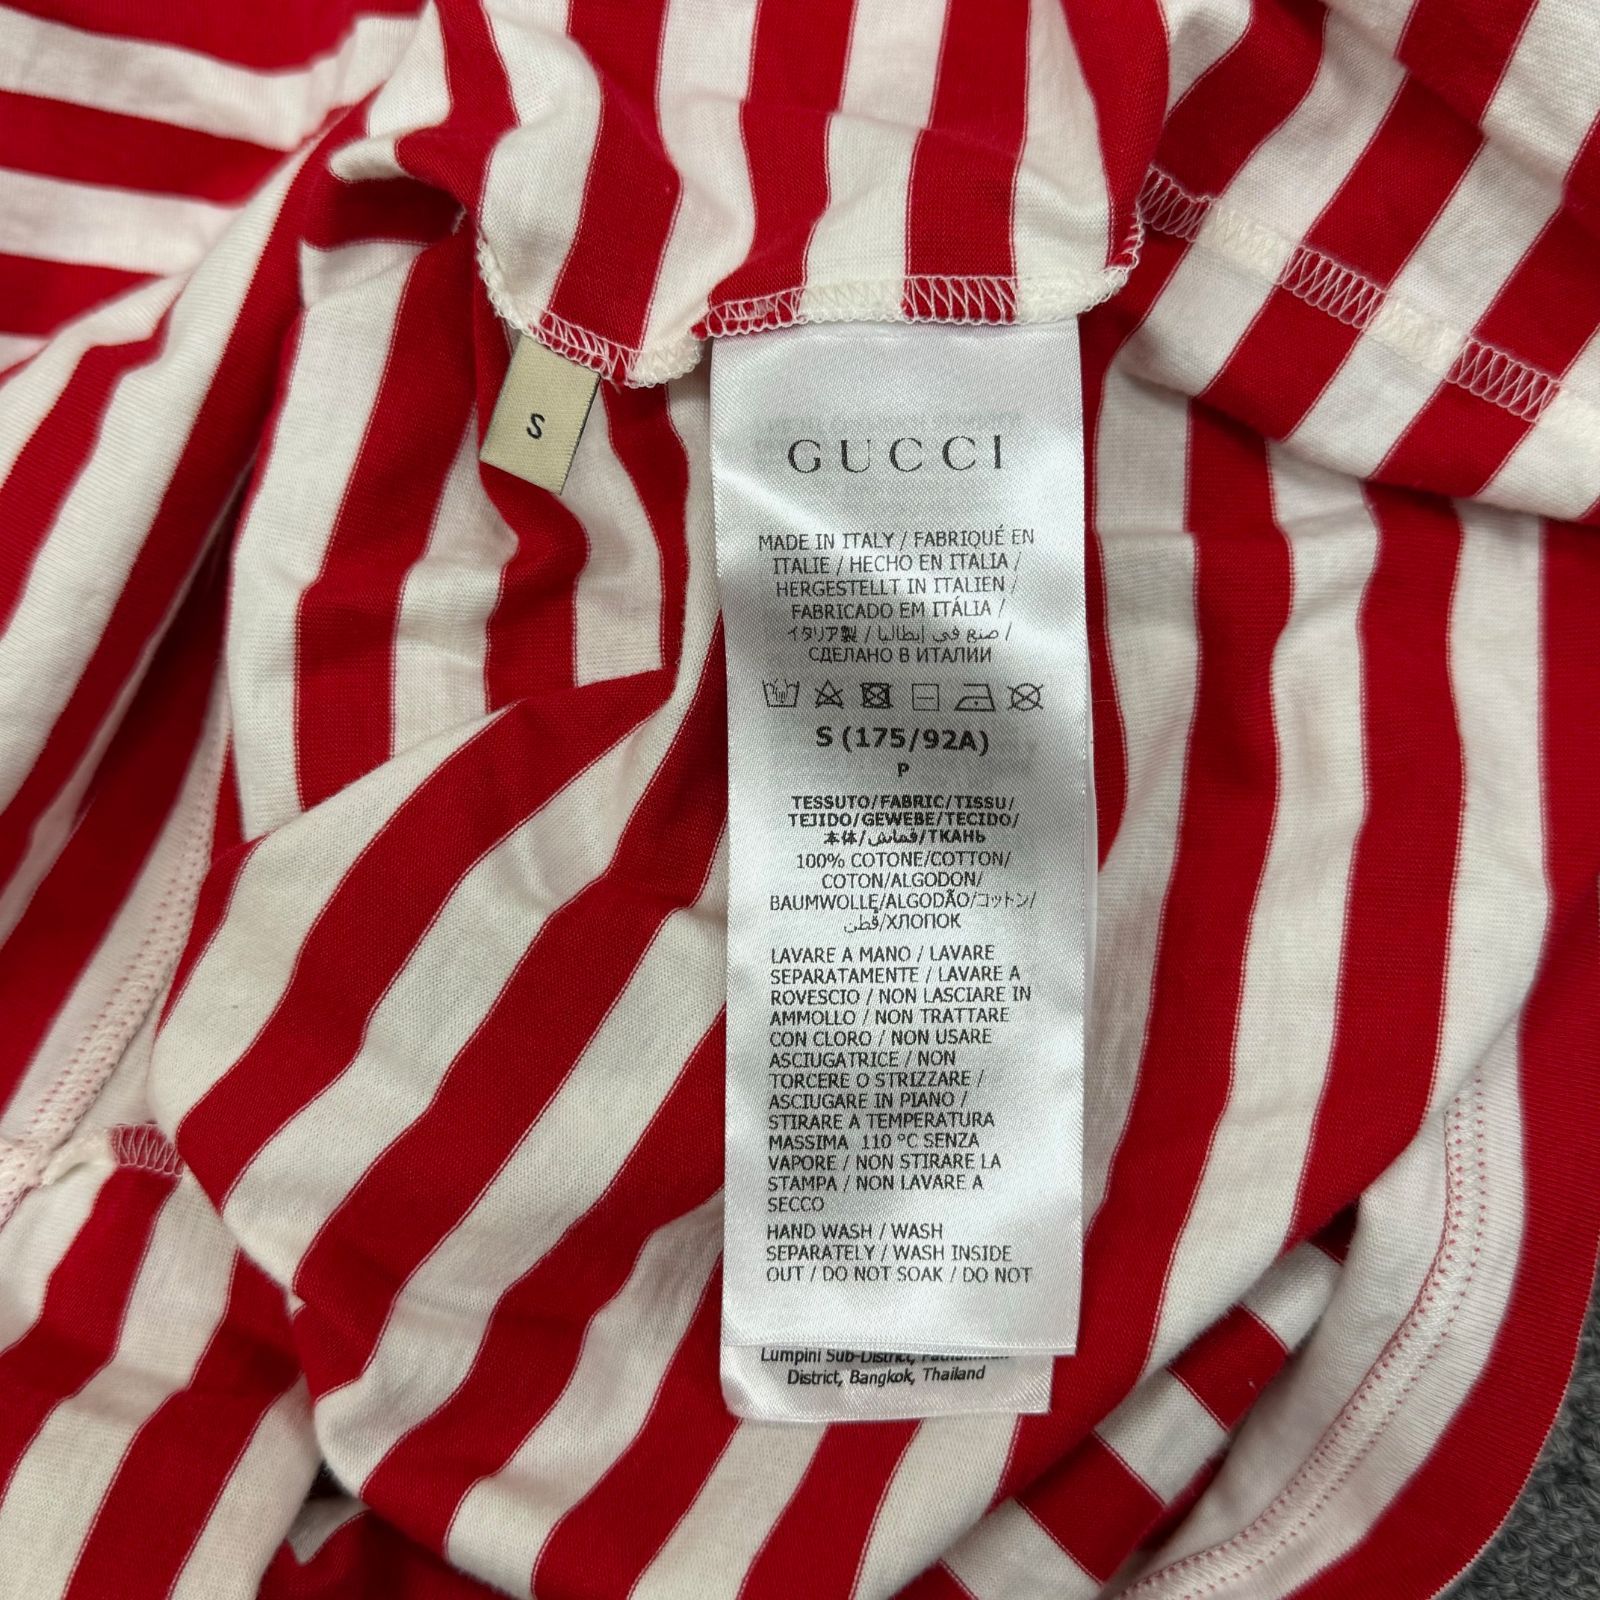 S
GUCCI
MADE IN ITALY / FABRIQUÉ EN
ITALIE / HECHO EN ITALIA /
HERGESTELLT IN ITALIEN /
FABRICADO EM ITÁLIA /
イタリア製 / صنع في إيطاليا /
СДЕЛАНО В ИТАЛИИ
S (175/92A)
P
TESSUTO/FABRIC/TISSU/
TEJIDO/GEWEBE/TECIDO/
本体/قماش/ТКАНЬ
100% COTONE/COTTON/
COTON/ALGODON/
BAUMWOLLE/ALGODÃO/コットン/
قطن/ХЛОПОК
LAVARE A MANO / LAVARE
SEPARATAMENTE / LAVARE A
ROVESCIO / NON LASCIARE IN
AMMOLLO / NON TRATTARE
CON CLORO / NON USARE
ASCIUGATRICE / NON
TORCERE O STRIZZARE /
ASCIUGARE IN PIANO /
STIRARE A TEMPERATURA
MASSIMA 110 °C SENZA
VAPORE / NON STIRARE LA
STAMPA / NON LAVARE A
SECCO
HAND WASH / WASH
SEPARATELY / WASH INSIDE
OUT / DO NOT SOAK / DO NOT
Lumpini Sub-District,
District, Bangkok, Thailand